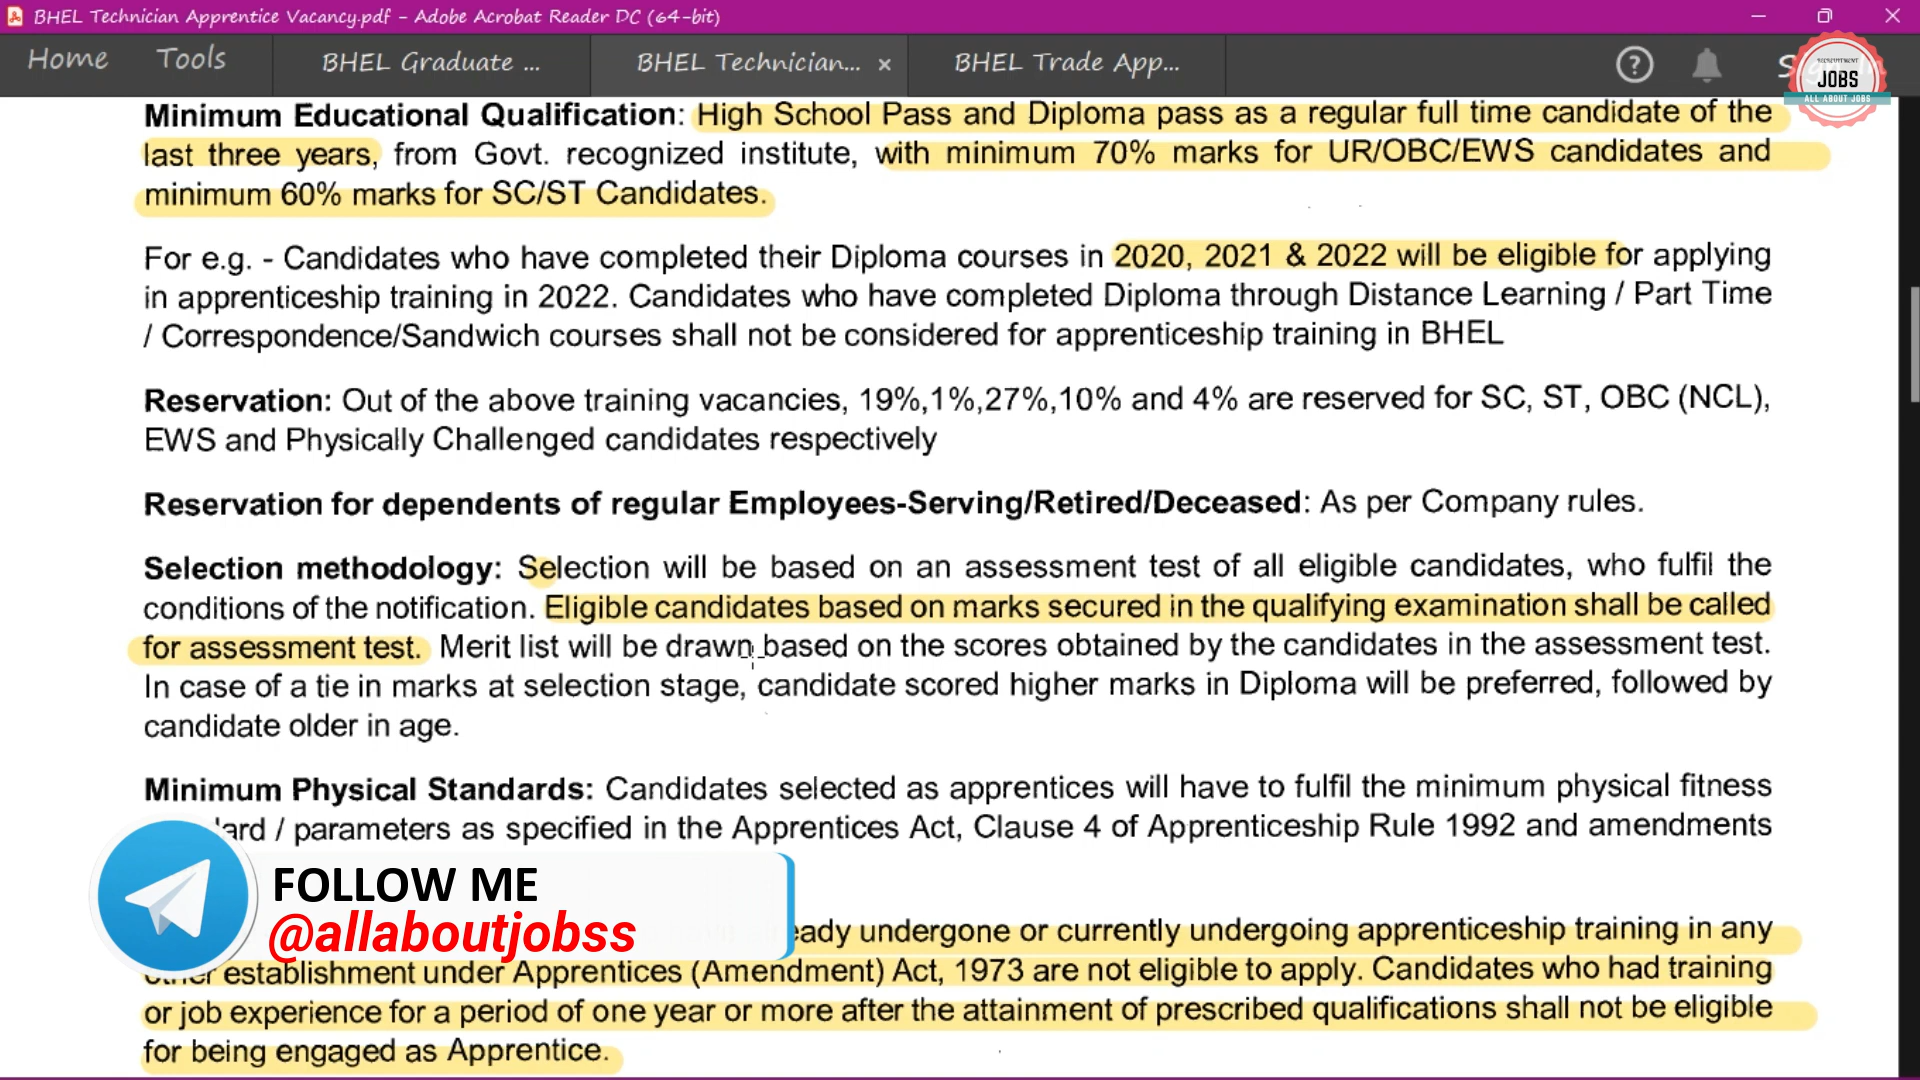 BHEL Technician Apprentice Vacancy.pdf - Adobe Acrobat Reader DC (64-bit)
Home Tools BHEL Graduate ... BHEL Technician... × BHEL Trade App...
RECRUITMENT
JOBS
ALL ABOUT JOBS
Minimum Educational Qualification: High School Pass and Diploma pass as a regular full time candidate of the
last three years, from Govt. recognized institute, with minimum 70% marks for UR/OBC/EWS candidates and
minimum 60% marks for SC/ST Candidates.
For e.g. - Candidates who have completed their Diploma courses in 2020, 2021 & 2022 will be eligible for applying
in apprenticeship training in 2022. Candidates who have completed Diploma through Distance Learning / Part Time
/ Correspondence/Sandwich courses shall not be considered for apprenticeship training in BHEL
Reservation: Out of the above training vacancies, 19%,1%,27%,10% and 4% are reserved for SC, ST, OBC (NCL),
EWS and Physically Challenged candidates respectively
Reservation for dependents of regular Employees-Serving/Retired/Deceased: As per Company rules.
Selection methodology: Selection will be based on an assessment test of all eligible candidates, who fulfil the
conditions of the notification. Eligible candidates based on marks secured in the qualifying examination shall be called
for assessment test. Merit list will be drawn based on the scores obtained by the candidates in the assessment test.
In case of a tie in marks at selection stage, candidate scored higher marks in Diploma will be preferred, followed by
candidate older in age.
Minimum Physical Standards: Candidates selected as apprentices will have to fulfil the minimum physical fitness
/ parameters as specified in the Apprentices Act, Clause 4 of Apprenticeship Rule 1992 and amendments
FOLLOW ME
@allaboutjobss
undergone or currently undergoing apprenticeship training in any
establishment under Apprentices (Amendment) Act, 1973 are not eligible to apply. Candidates who had training
or job experience for a period of one year or more after the attainment of prescribed qualifications shall not be eligible
for being engaged as Apprentice.